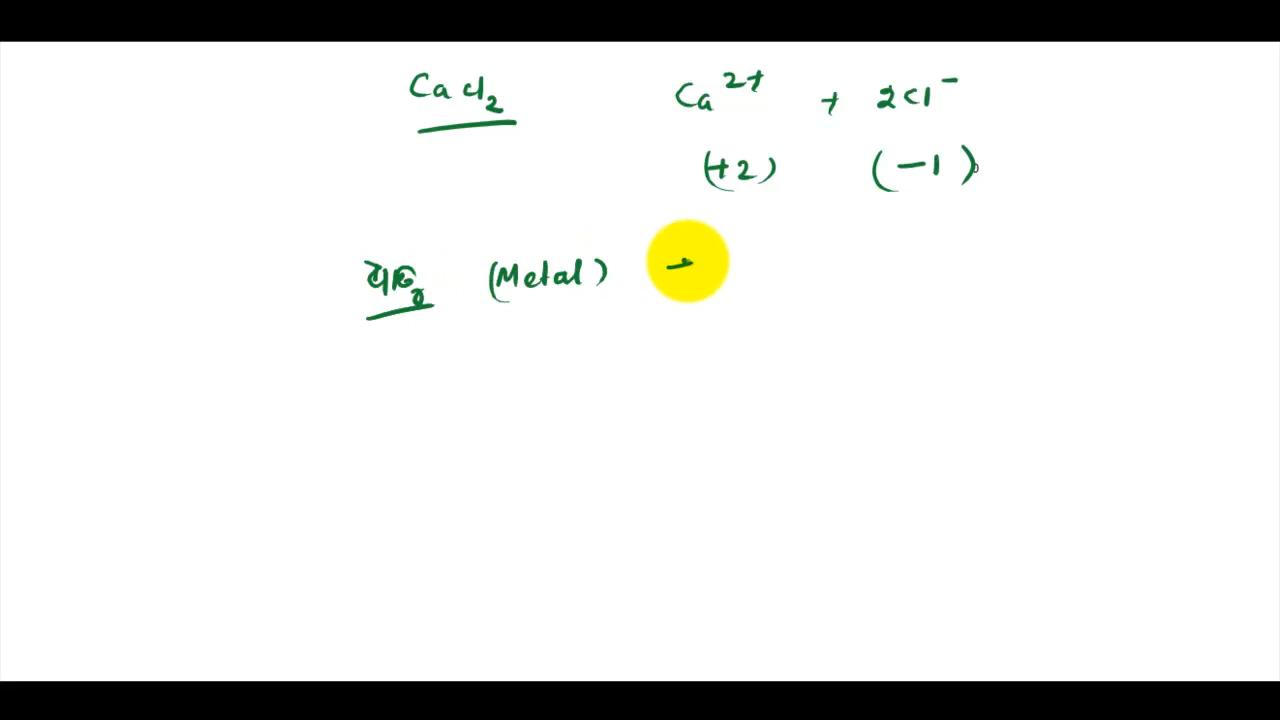 CaCl₂ Ca²⁺ + 2Cl⁻
(+2) (-1)
ধাতু (Metal) -